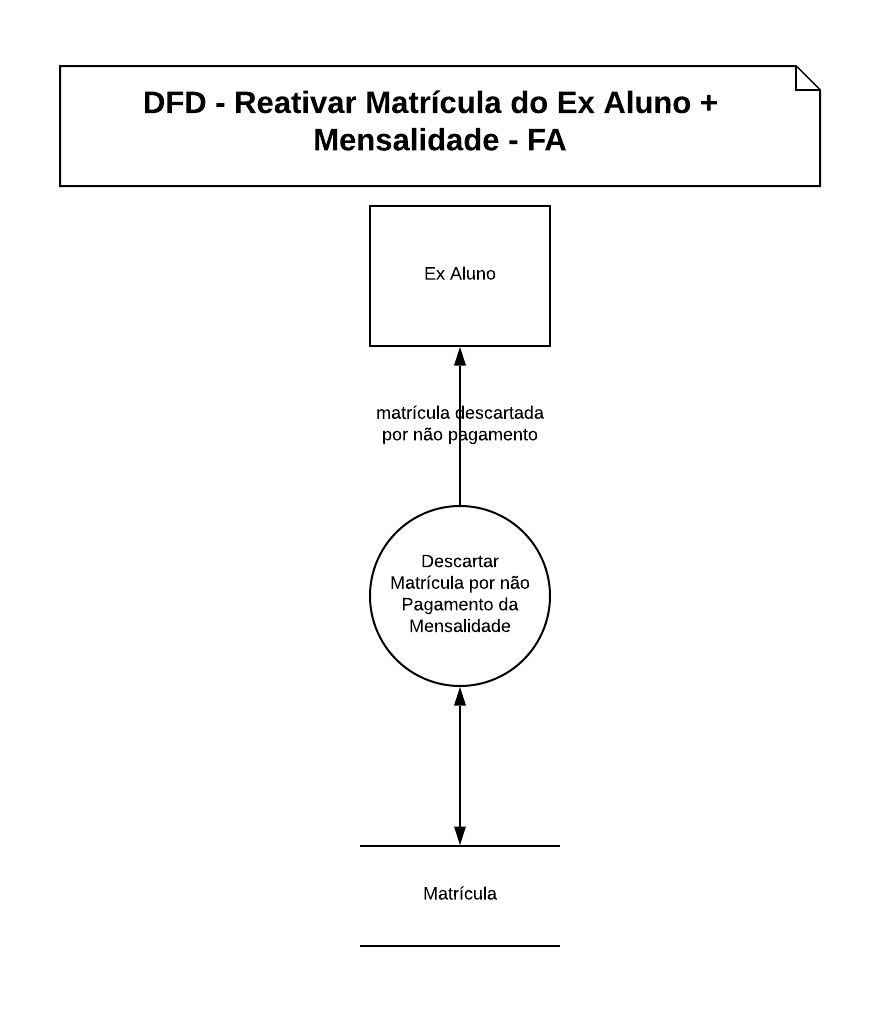 DFD - Reativar Matrícula do Ex Aluno +
Mensalidade - FA
Ex Aluno
matrícula descartada
por não pagamento
Descartar
Matrícula por não
Pagamento da
Mensalidade
Matrícula